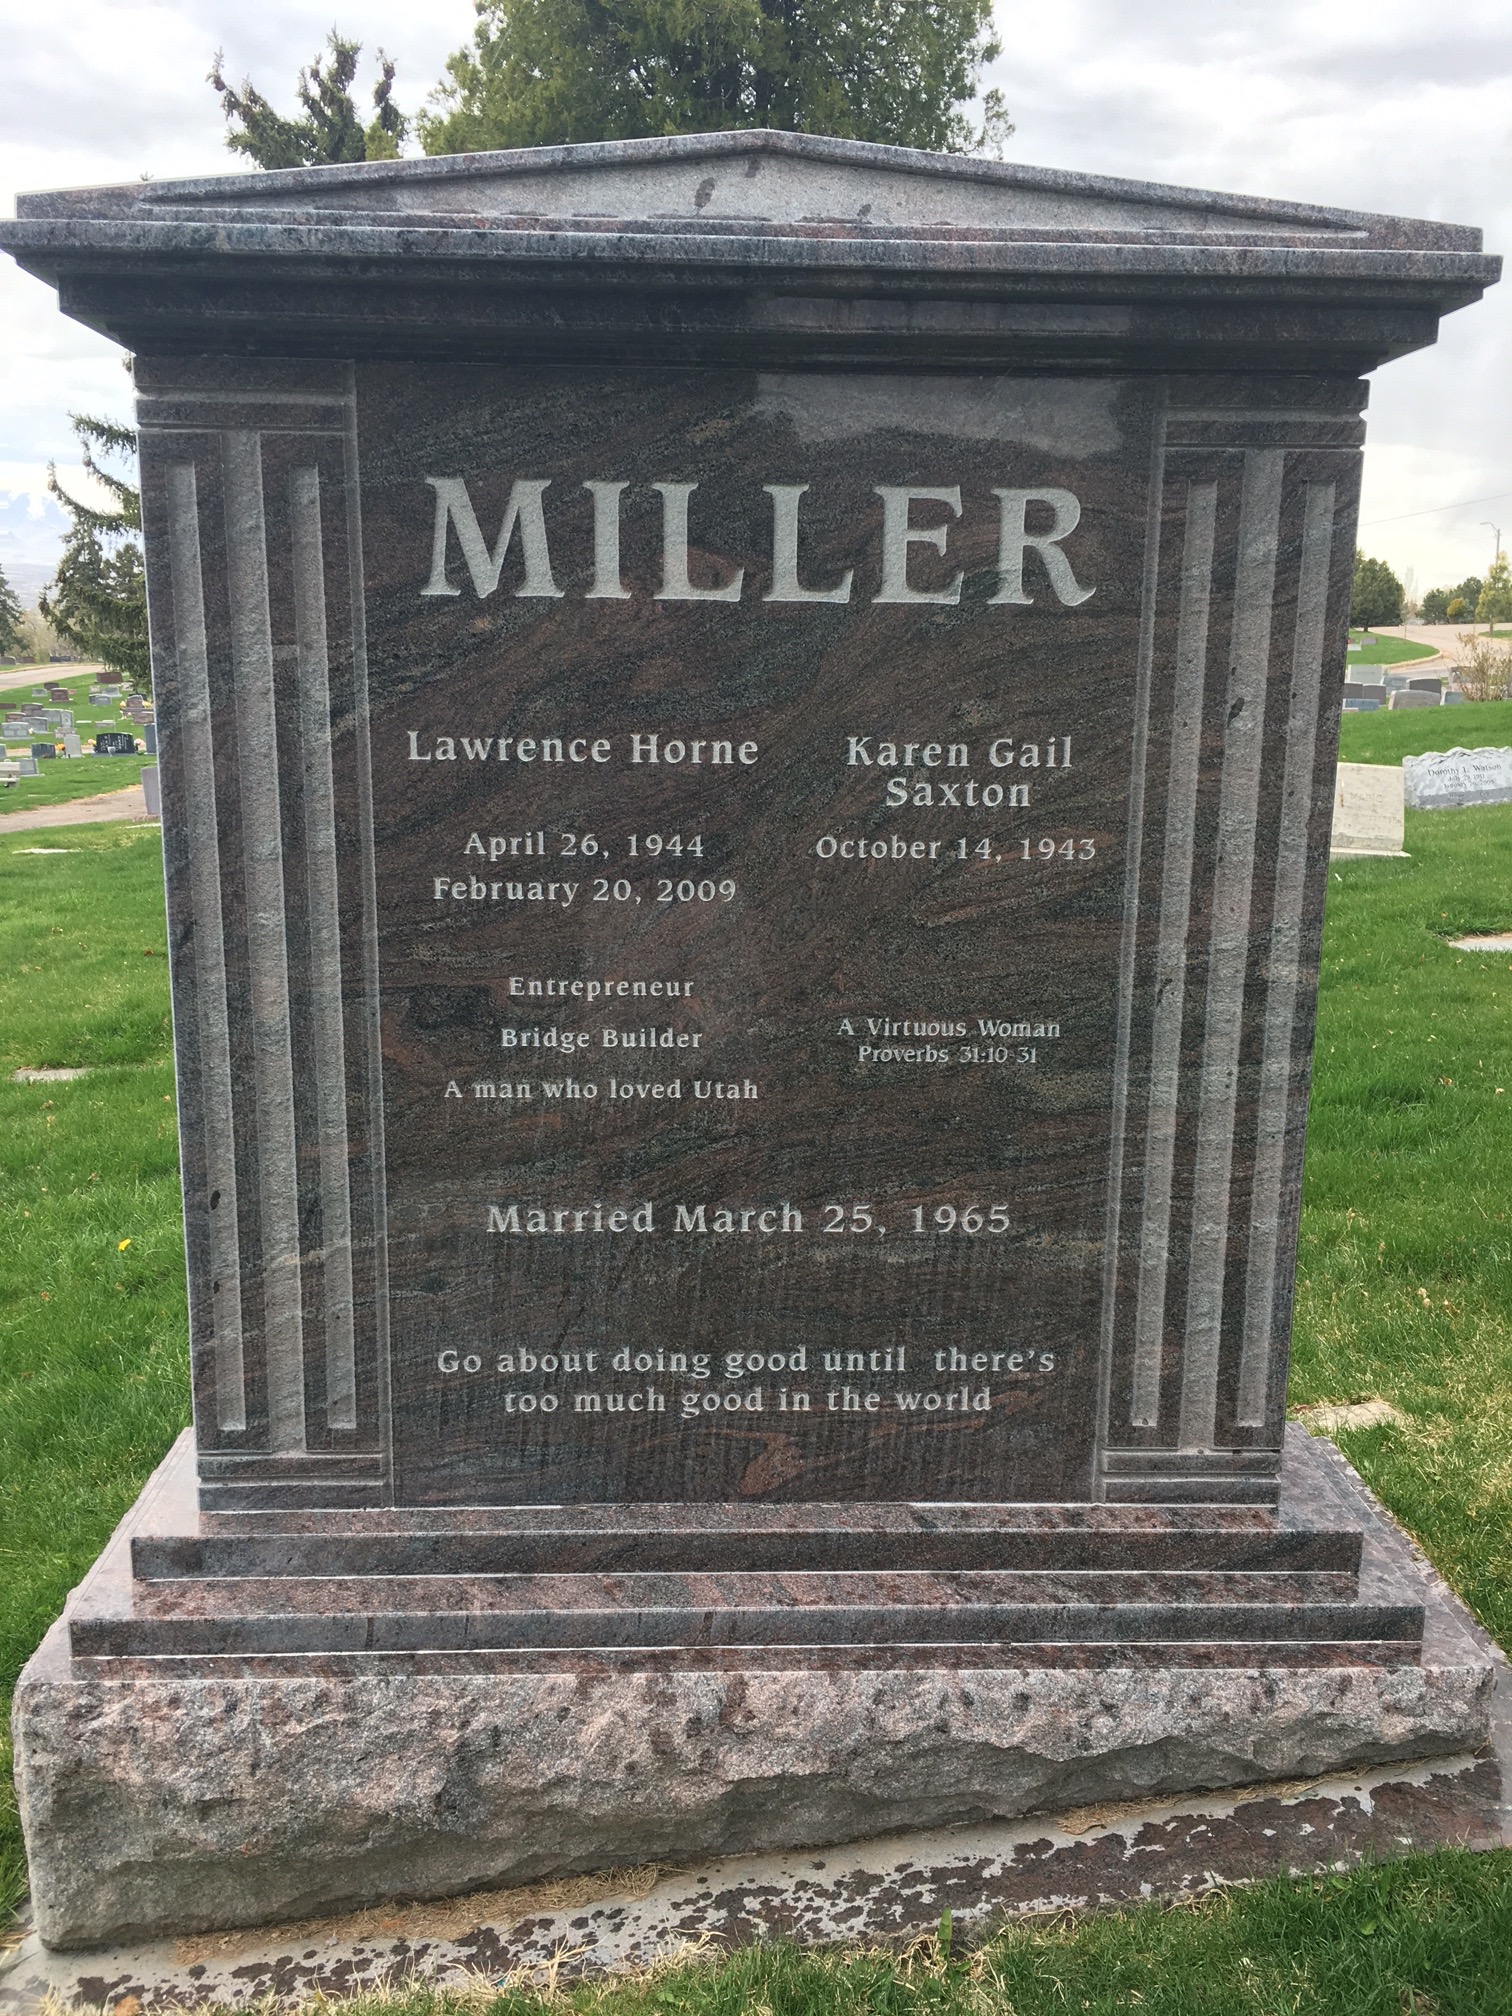 MILLER
Lawrence Horne
April 26, 1944
February 20, 2009
Entrepreneur
Bridge Builder
A man who loved Utah
Karen Gail
Saxton
October 14, 1943
A Virtuous Woman
Proverbs 31:10-31
Married March 25, 1965
Go about doing good until there's
too much good in the world
Dorothy L. Watson